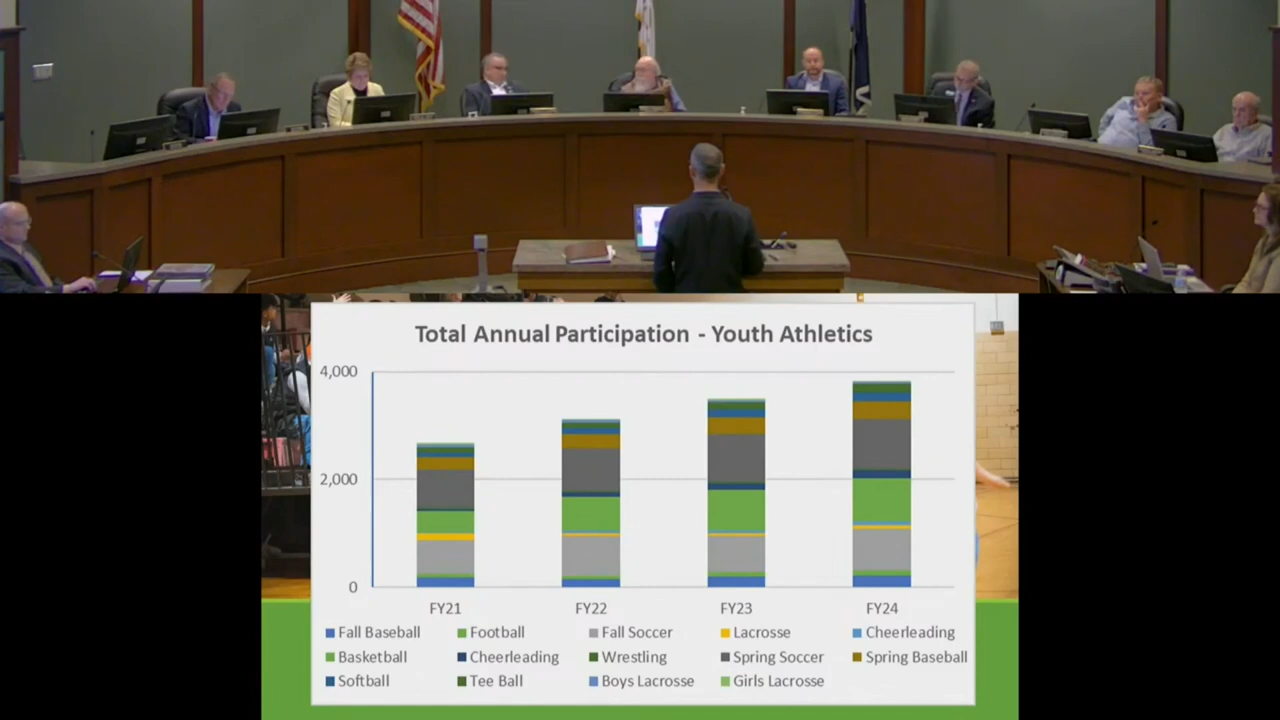 Total Annual Participation - Youth Athletics
4,000
2,000
0
FY21 FY22 FY23 FY24
Fall Baseball Football Fall Soccer Lacrosse Cheerleading
Basketball Cheerleading Wrestling Spring Soccer Spring Baseball
Softball Tee Ball Boys Lacrosse Girls Lacrosse